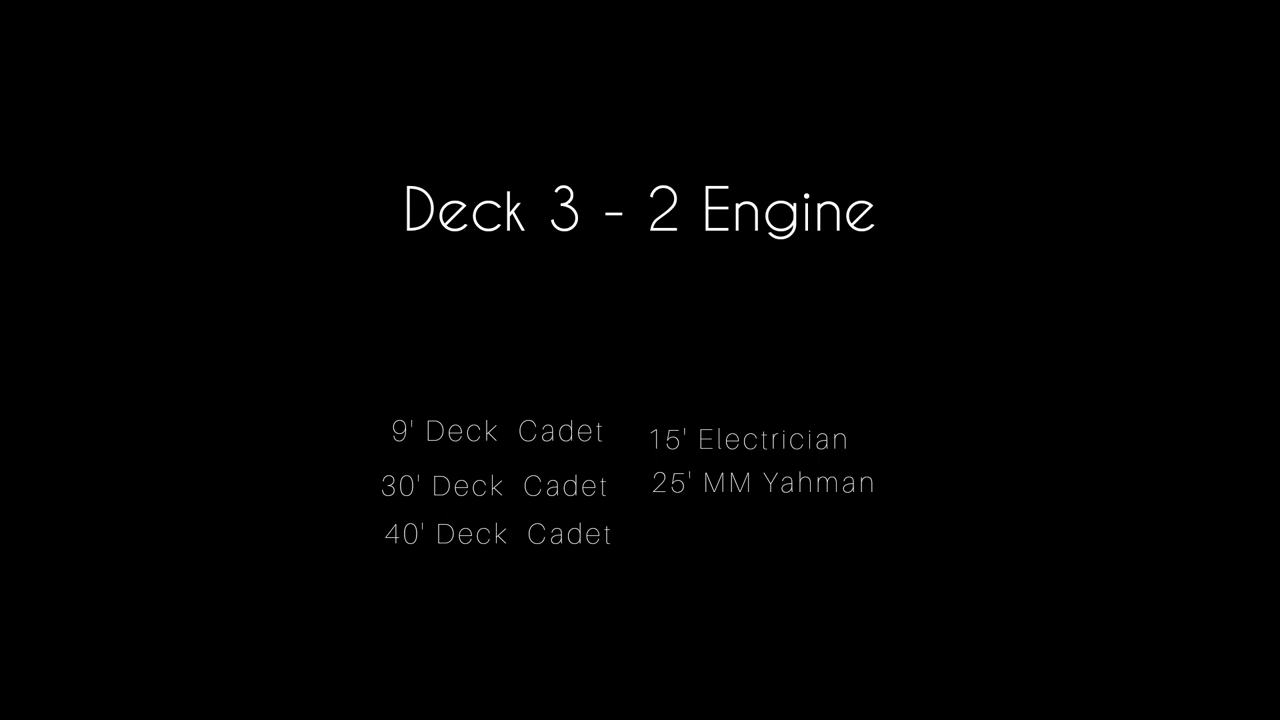 Deck 3 - 2 Engine
9' Deck Cadet
30' Deck Cadet
40' Deck Cadet
15' Electrician
25' MM Yahman